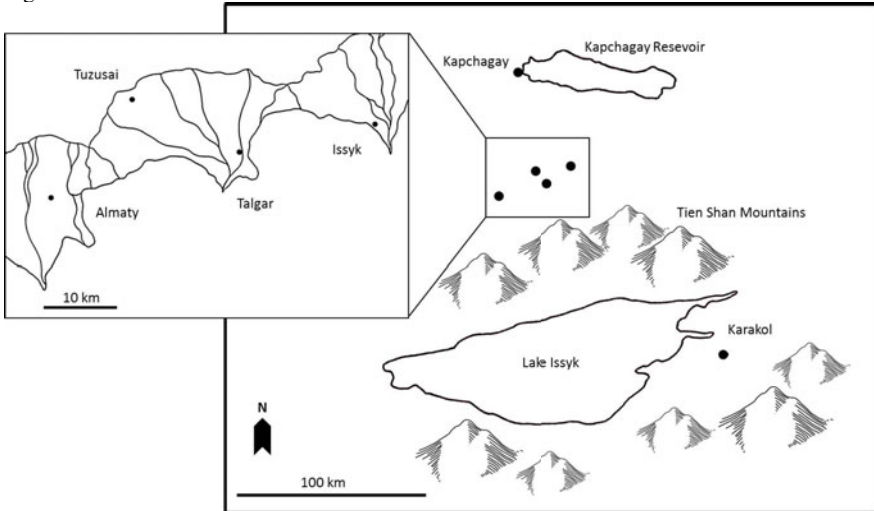 Kapchagay Resevoir
Kapchagay
Tuzusai
Issyk
Talgar
Almaty
10 km
Tien Shan Mountains
Karakol
Lake Issyk
N
100 km